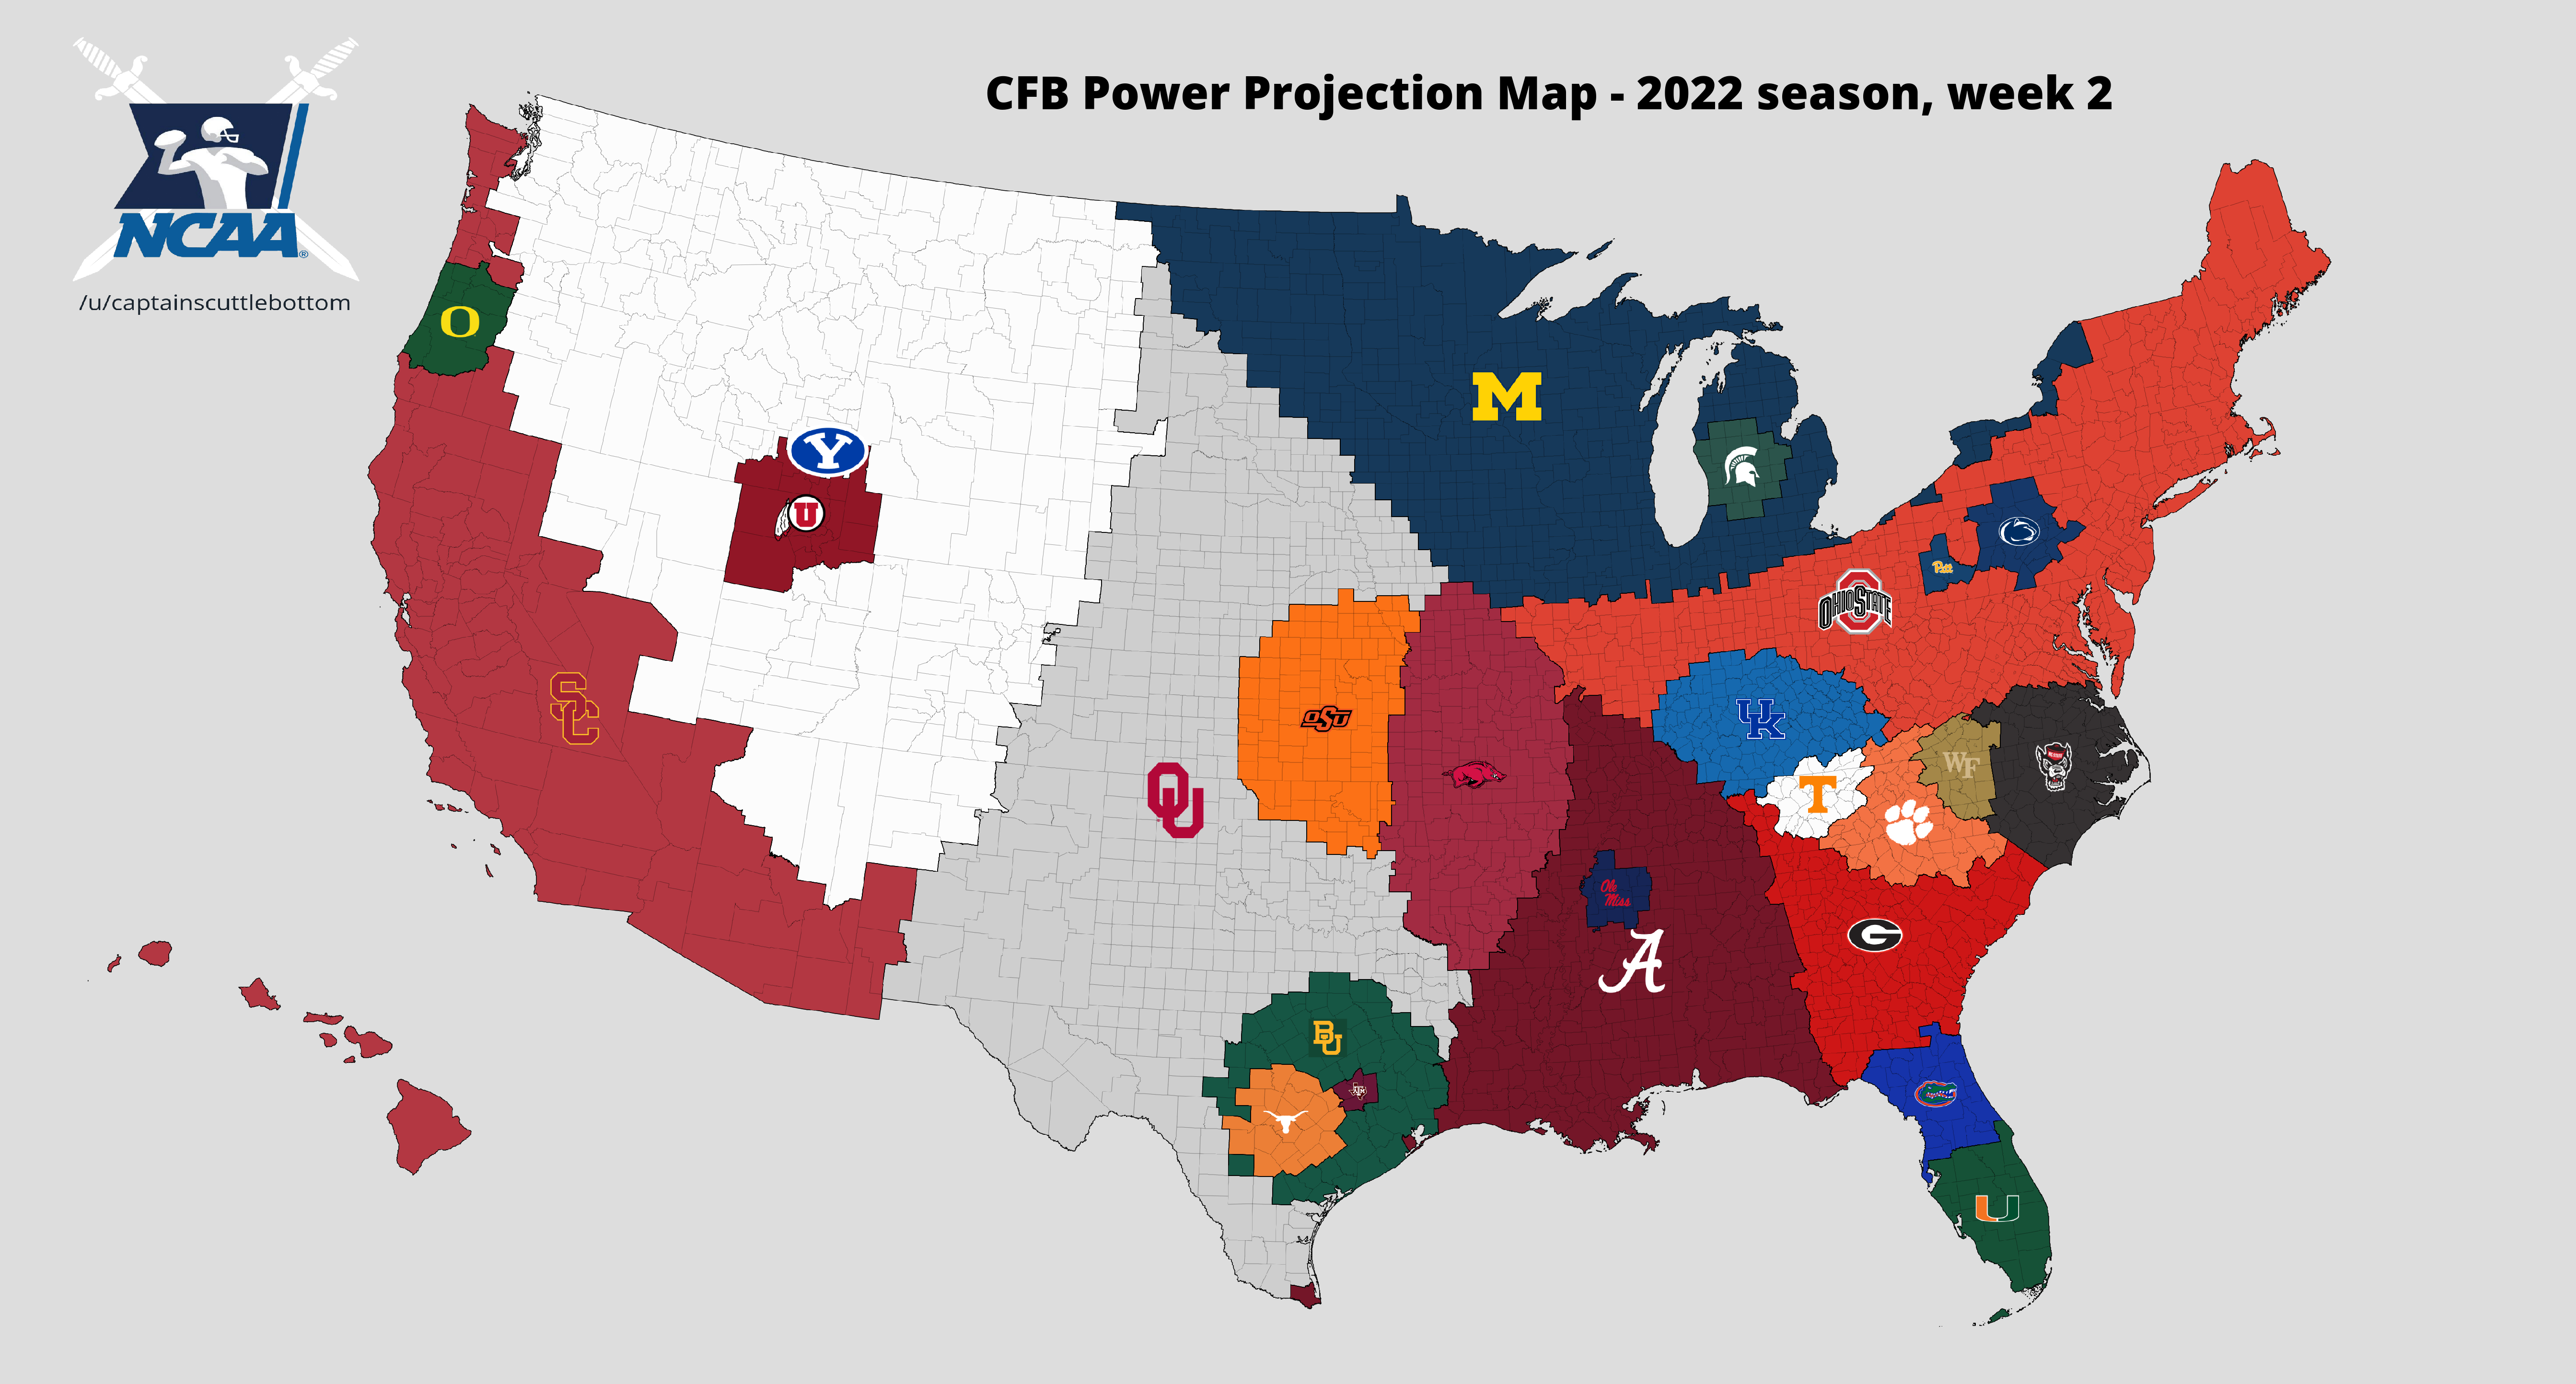 CFB Power Projection Map - 2022 season, week 2
NCAA®
/u/captainscuttlebottom
O
M
Y
U
Pitt
OHIO STATE
SC
UK
OSU
WF
OU
T
Ole
Miss
G
A
BU
ATM
U